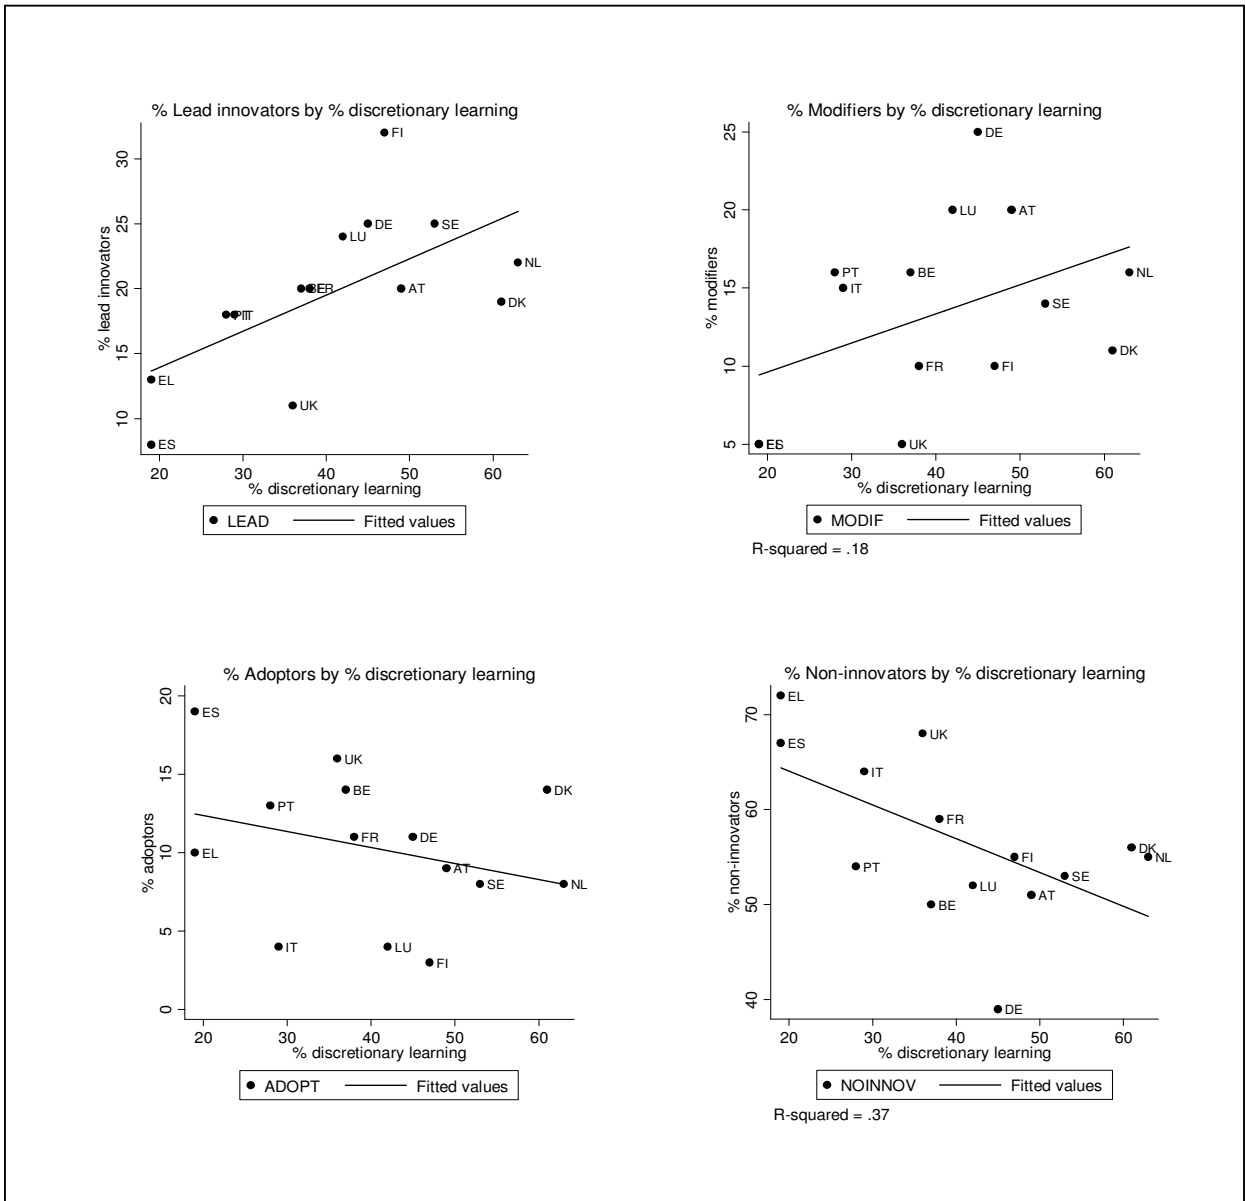 % Lead innovators by % discretionary learning
% lead innovators
30
25
20
15
10
FI
DE
SE
LU
NL
BE
FR
AT
DK
PT
IT
EL
UK
ES
20 30 40 50 60
% discretionary learning
LEAD Fitted values
% Modifiers by % discretionary learning
% modifiers
25
20
15
10
5
DE
LU
AT
PT
BE
NL
IT
SE
DK
FR
FI
EL
ES
UK
20 30 40 50 60
% discretionary learning
MODIF Fitted values
R-squared = .18
% Adoptors by % discretionary learning
% adoptors
20
15
10
5
0
ES
UK
BE
DK
PT
FR
DE
EL
AT
SE
NL
IT
LU
FI
20 30 40 50 60
% discretionary learning
ADOPT Fitted values
% Non-innovators by % discretionary learning
% non-innovators
70
60
50
40
EL
UK
ES
IT
FR
DK
FI
NL
PT
SE
LU
AT
BE
DE
20 30 40 50 60
% discretionary learning
NOINNOV Fitted values
R-squared = .37